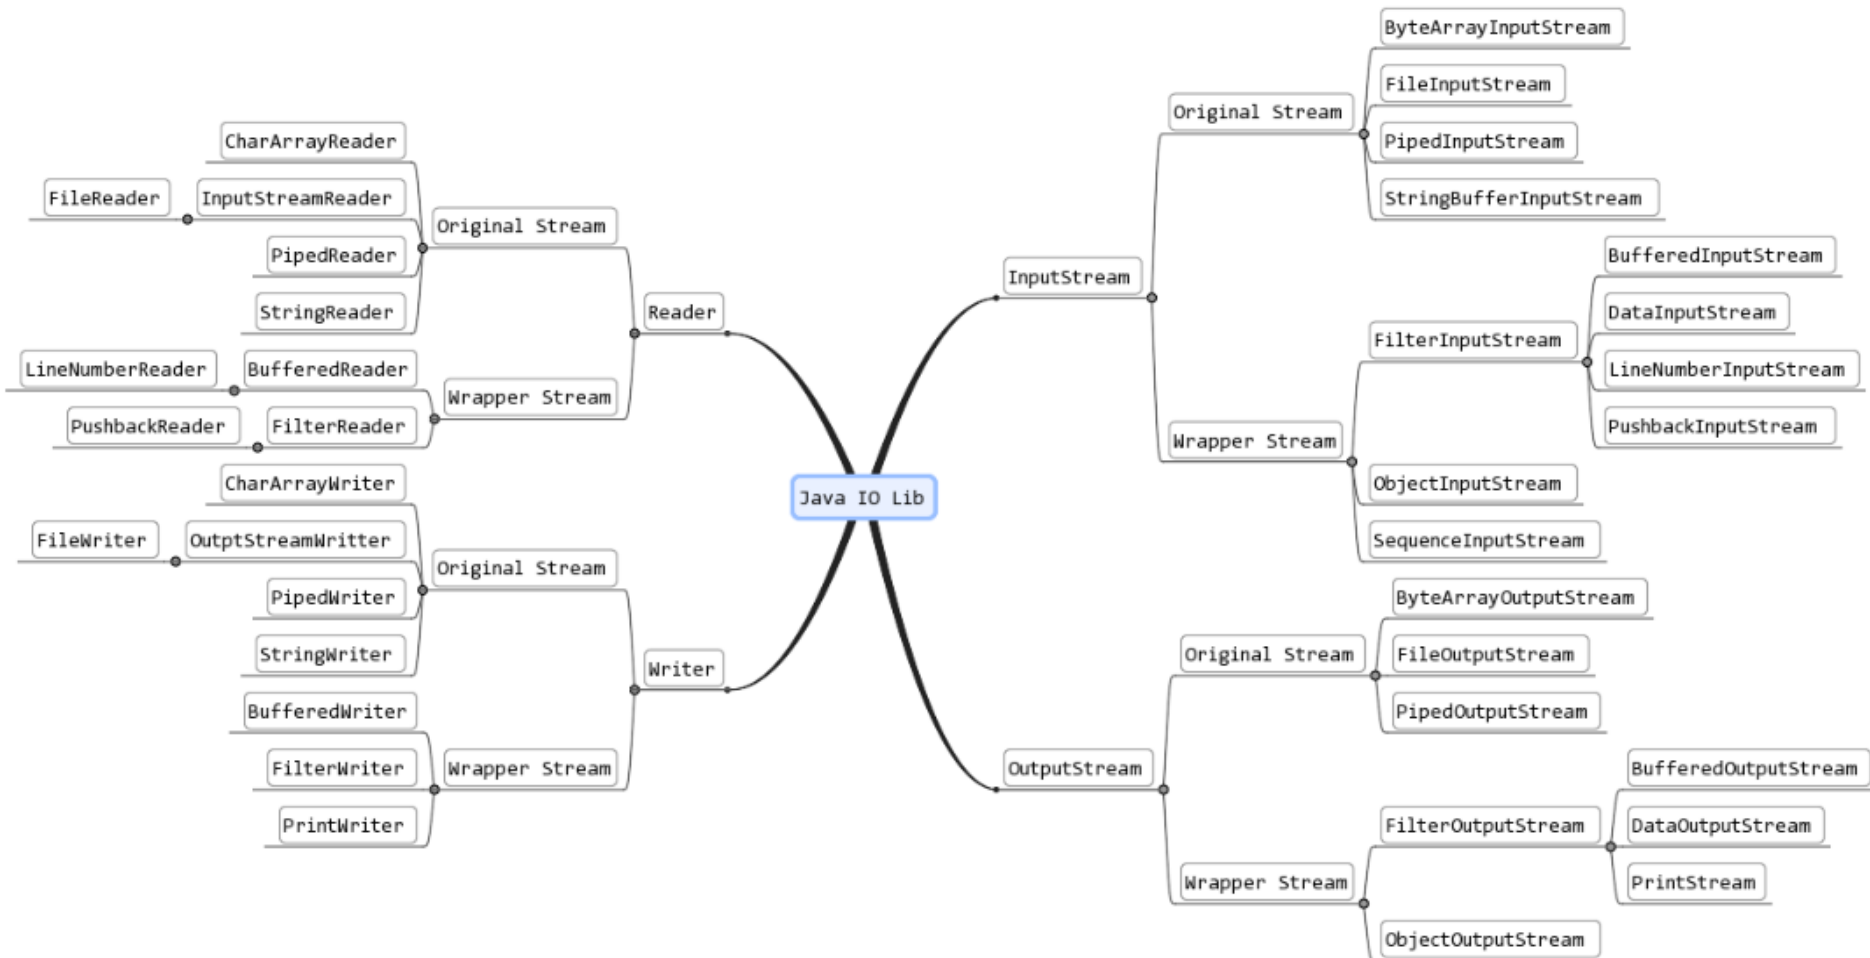 Java IO Lib
Reader
Original Stream
CharArrayReader
InputStreamReader
FileReader
PipedReader
StringReader
Wrapper Stream
BufferedReader
LineNumberReader
FilterReader
PushbackReader
Writer
Original Stream
CharArrayWriter
OutptStreamWritter
FileWriter
PipedWriter
StringWriter
Wrapper Stream
BufferedWriter
FilterWriter
PrintWriter
InputStream
Original Stream
ByteArrayInputStream
FileInputStream
PipedInputStream
StringBufferInputStream
Wrapper Stream
FilterInputStream
BufferedInputStream
DataInputStream
LineNumberInputStream
PushbackInputStream
ObjectInputStream
SequenceInputStream
OutputStream
Original Stream
ByteArrayOutputStream
FileOutputStream
PipedOutputStream
Wrapper Stream
FilterOutputStream
BufferedOutputStream
DataOutputStream
PrintStream
ObjectOutputStream